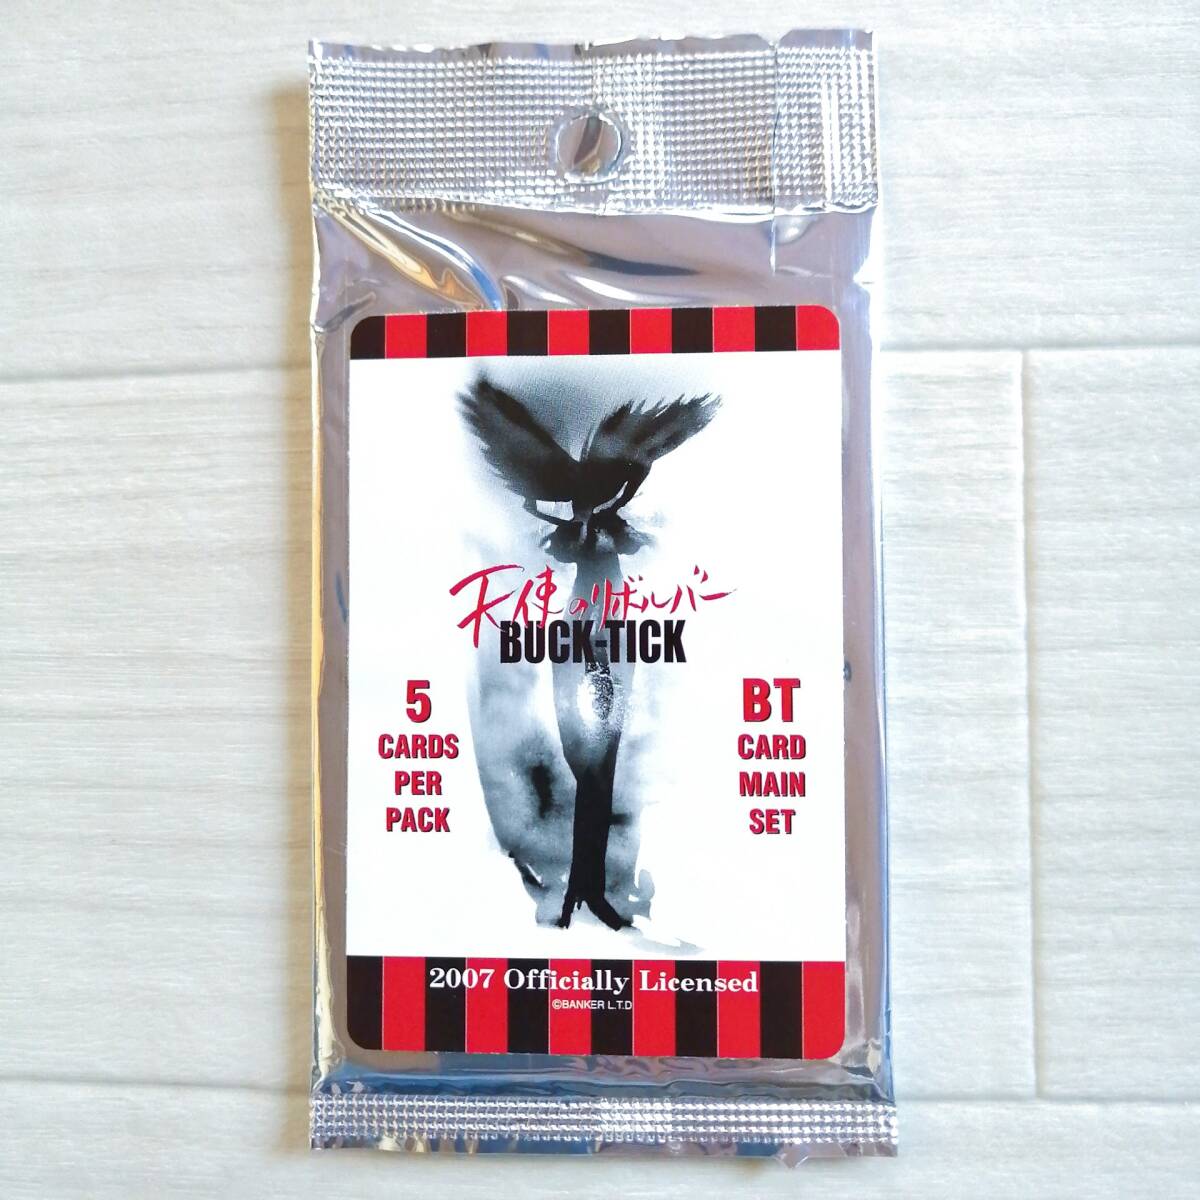 天使のリボルバー
BUCK-TICK
5
CARDS
PER
PACK
BT
CARD
MAIN
SET
2007 Officially Licensed
©BANKER L.T.D